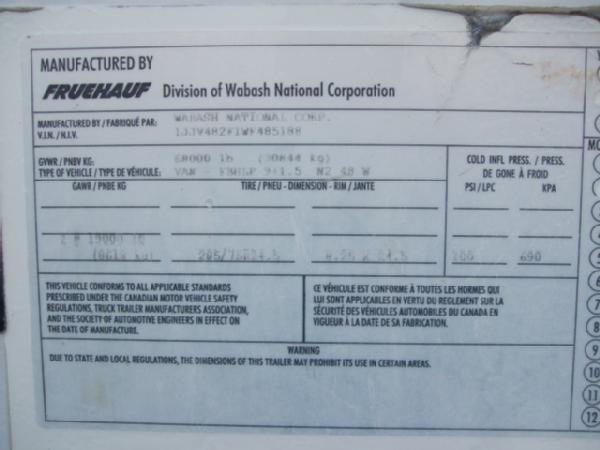 MANUFACTURED BY
FRUEHAUF Division of Wabash National Corporation
MANUFACTURED BY / FABRIQUÉ PAR: WABASH NATIONAL CORP.
V.I.N. / N.I.V. 1JJV482F1WF485188
GVWR / PNBV KG: 68000 lb (30844 kg)
TYPE OF VEHICLE / TYPE DE VÉHICULE: VAN
COLD INFL PRESS. / PRESS.
DE GONE À FROID
GAWR / PNBE KG TIRE / PNEU - DIMENSION - RIM / JANTE PSI / LPC KPA
100 690
THIS VEHICLE CONFORMS TO ALL APPLICABLE STANDARDS
PRESCRIBED UNDER THE CANADIAN MOTOR VEHICLE SAFETY
REGULATIONS, TRUCK TRAILER MANUFACTURERS ASSOCIATION,
AND THE SOCIETY OF AUTOMOTIVE ENGINEERS IN EFFECT ON
THE DATE OF MANUFACTURE.
CE VÉHICULE EST CONFORME À TOUTES LES NORMES QUI
LUI SONT APPLICABLES EN VERTU DU REGLEMENT SUR LA
SÉCURITÉ DES VÉHICULES AUTOMOBILES DU CANADA EN
VIGUEUR À LA DATE DE SA FABRICATION.
WARNING
DUE TO STATE AND LOCAL REGULATIONS, THE DIMENSIONS OF THIS TRAILER MAY PROHIBIT ITS USE IN CERTAIN AREAS.
MO
8
9
10
11
12